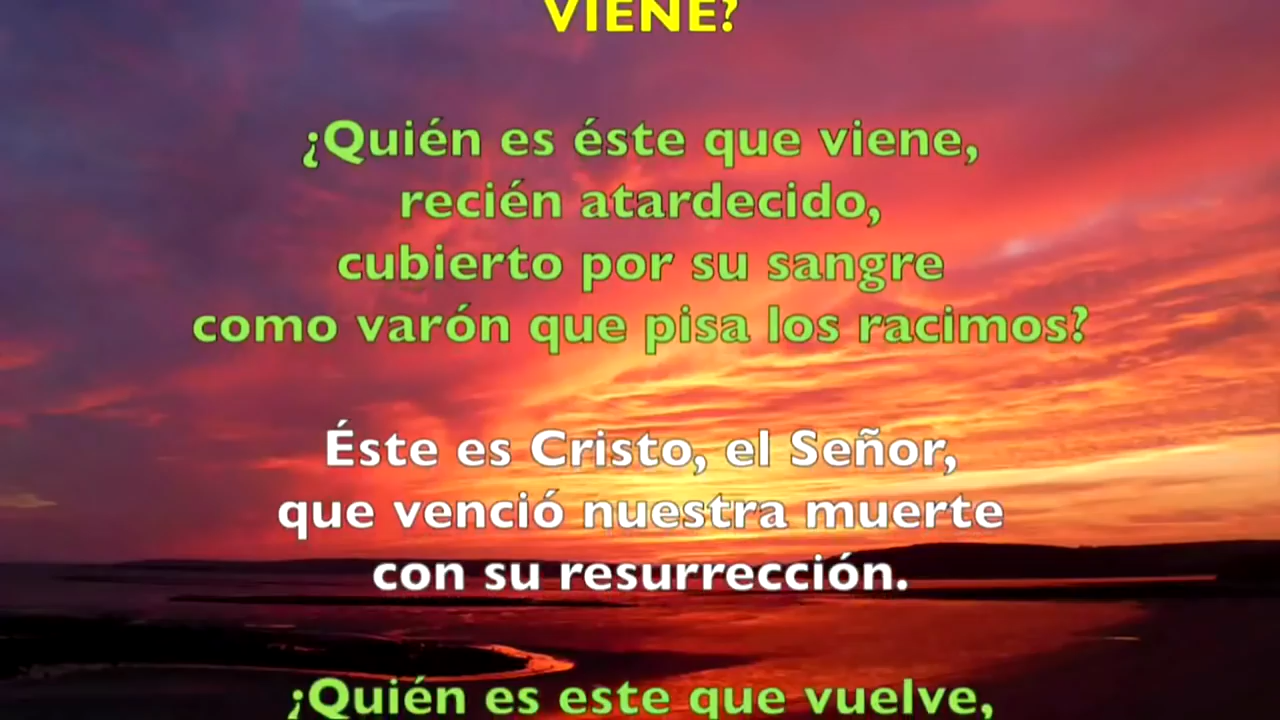 VIENE?
¿Quién es éste que viene,
recién atardecido,
cubierto por su sangre
como varón que pisa los racimos?
Éste es Cristo, el Señor,
que venció nuestra muerte
con su resurrección.
¿Quién es este que vuelve,